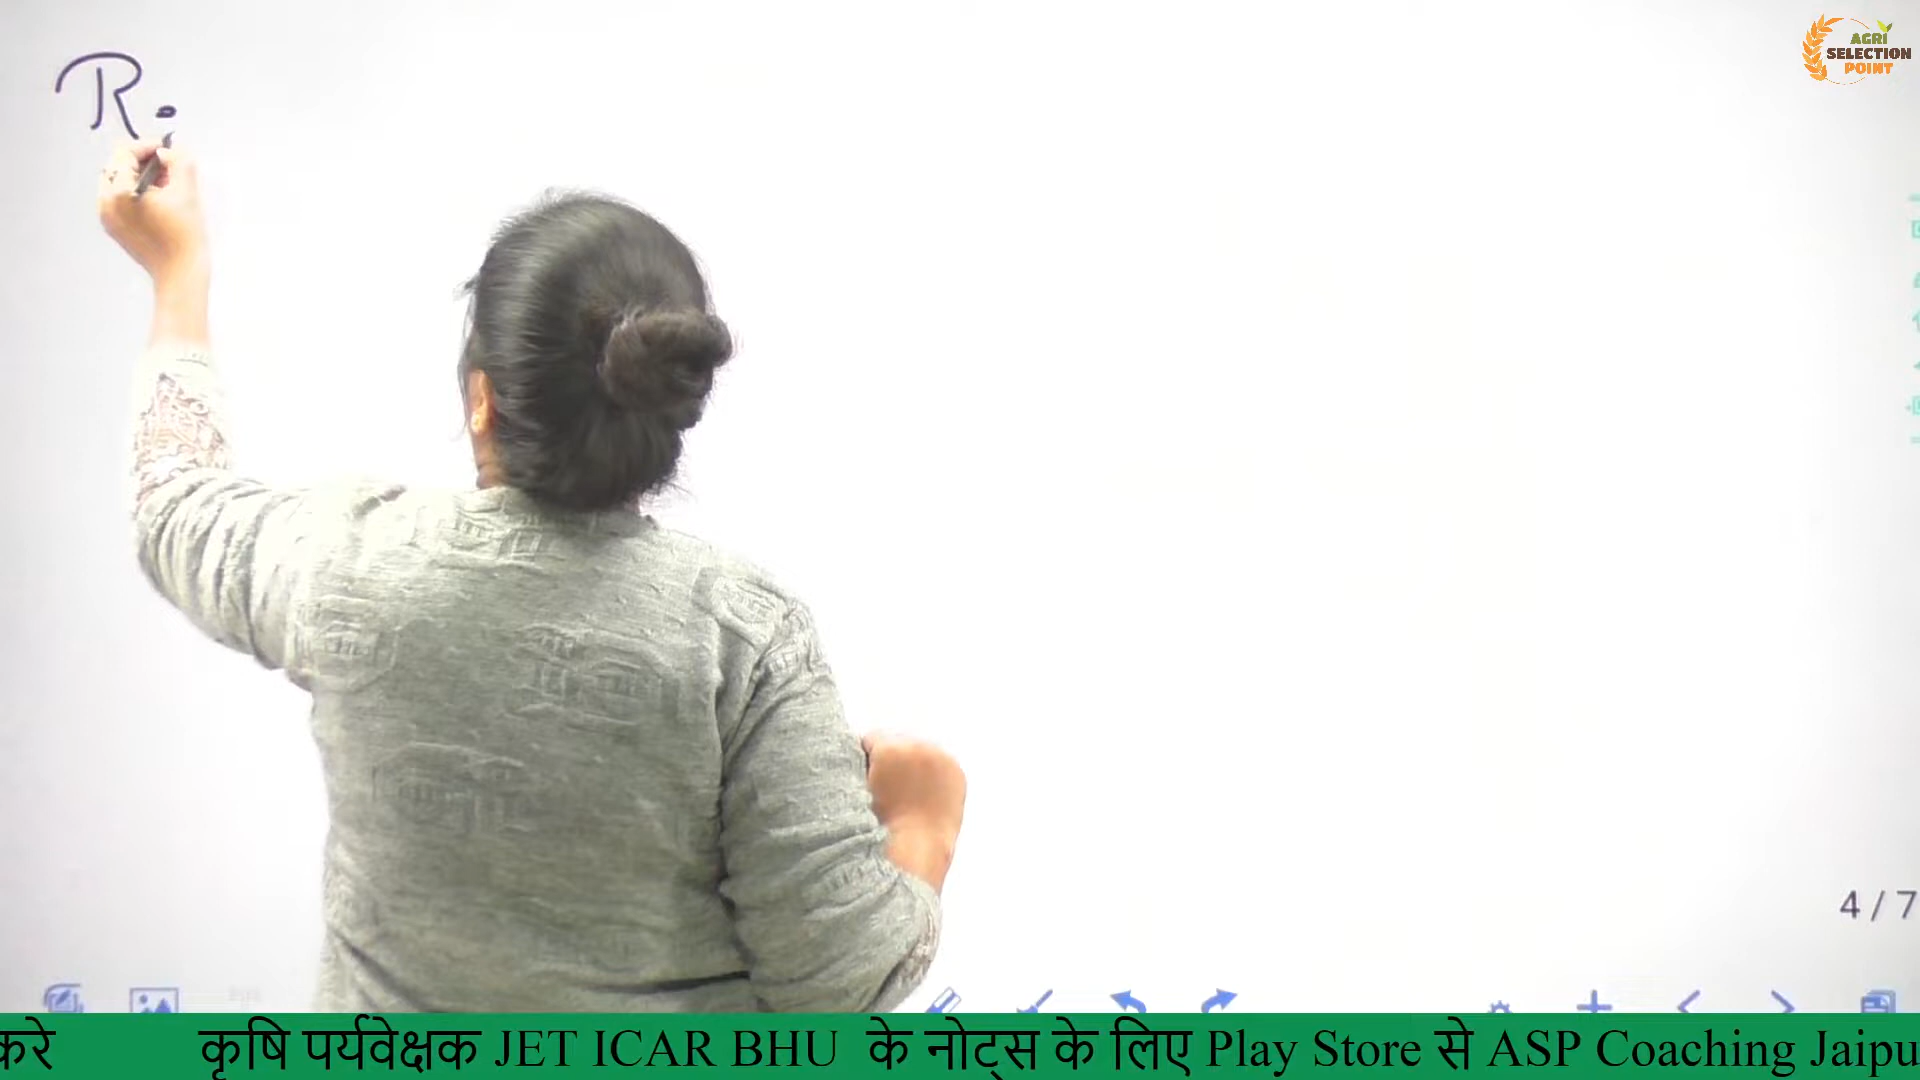 R.
AGRI
SELECTION
POINT
4 / 7
करे कृषि पर्यवेक्षक JET ICAR BHU के नोट्स के लिए Play Store से ASP Coaching Jaipu